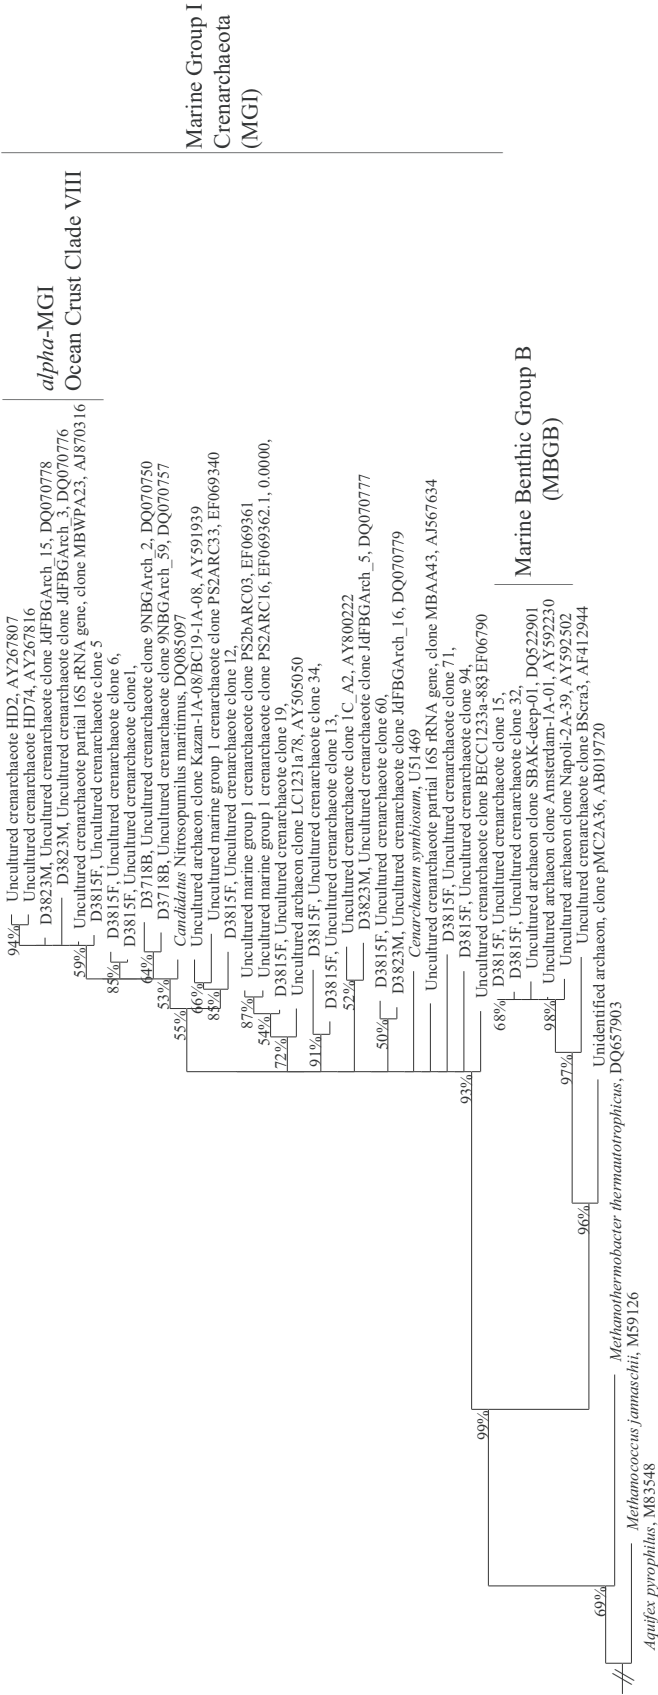 Uncultured crenarchaeote HD2, AY267807
Uncultured crenarchaeote HD74, AY267816
D3823M, Uncultured crenarchaeote clone JdFBGArch_15, DQ070778
D3823M, Uncultured crenarchaeote clone JdFBGArch_3, DQ070776
Uncultured crenarchaeote partial 16S rRNA gene, clone MBWPA23, AJ870316
D3815F, Uncultured crenarchaeote clone 5
D3815F, Uncultured crenarchaeote clone 6,
D3815F, Uncultured crenarchaeote clone1,
D3718B, Uncultured crenarchaeote clone 9NBGArch_2, DQ070750
D3718B, Uncultured crenarchaeote clone 9NBGArch_59, DQ070757
Candidatus Nitrosopumilus maritimus, DQ085097
Uncultured archaeon clone Kazan-1A-08/BC19-1A-08, AY591939
Uncultured marine group 1 crenarchaeote clone PS2ARC33, EF069340
D3815F, Uncultured crenarchaeote clone 12,
Uncultured marine group 1 crenarchaeote clone PS2bARC03, EF069361
Uncultured marine group 1 crenarchaeote clone PS2ARC16, EF069362.1, 0.0000,
D3815F, Uncultured crenarchaeote clone 19,
Uncultured archaeon clone LC1231a78, AY505050
D3815F, Uncultured crenarchaeote clone 34,
D3815F, Uncultured crenarchaeote clone 13,
Uncultured crenarchaeote clone 1C_A2, AY800222
D3823M, Uncultured crenarchaeote clone JdFBGArch_5, DQ070777
D3815F, Uncultured crenarchaeote clone 60,
D3823M, Uncultured crenarchaeote clone JdFBGArch_16, DQ070779
Cenarchaeum symbiosum, U51469
Uncultured crenarchaeote partial 16S rRNA gene, clone MBAA43, AJ567634
D3815F, Uncultured crenarchaeote clone 71,
D3815F, Uncultured crenarchaeote clone 94,
Uncultured crenarchaeote clone BECC1233a-883EF06790
D3815F, Uncultured crenarchaeote clone 15,
D3815F, Uncultured crenarchaeote clone 32,
Uncultured archaeon clone SBAK-deep-01, DQ522901
Uncultured archaeon clone Amsterdam-1A-01, AY592230
Uncultured archaeon clone Napoli-2A-39, AY592502
Uncultured crenarchaeote clone BScra3, AF412944
Unidentified archaeon, clone pMC2A36, AB019720
Methanothermobacter thermautotrophicus, DQ657903
Methanococcus jannaschii, M59126
Aquifex pyrophilus, M83548
94%
59%
85%
64%
53%
55%
66%
85%
87%
54%
72%
91%
52%
50%
93%
68%
98%
97%
96%
99%
69%
alpha-MGI
Ocean Crust Clade VIII
Marine Group I
Crenarchaeota
(MGI)
Marine Benthic Group B
(MBGB)